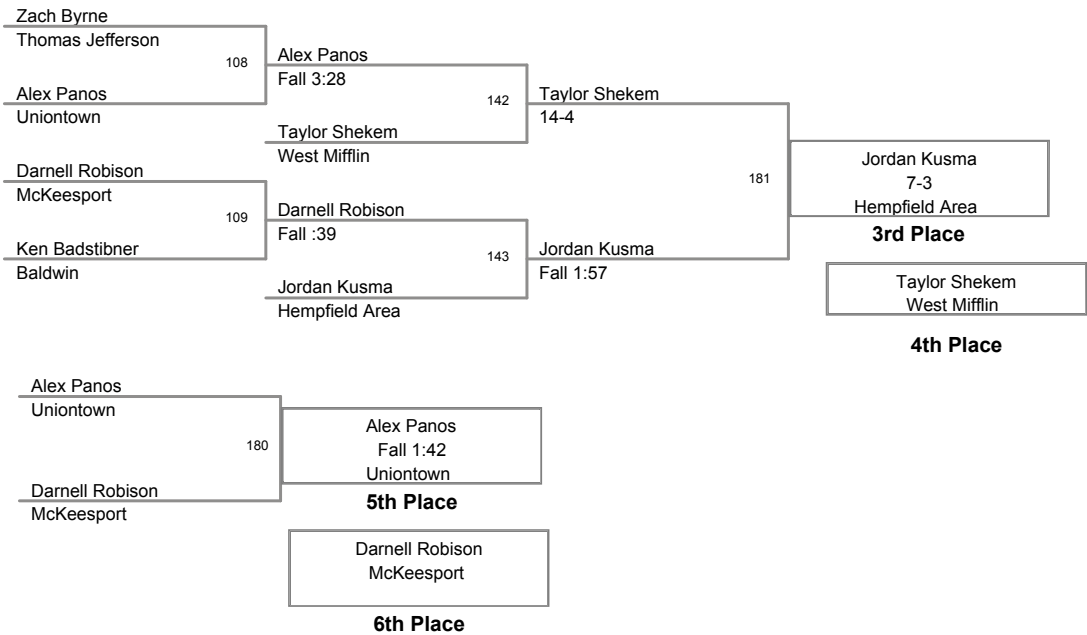 Zach Byrne
Thomas Jefferson
108
Alex Panos
Fall 3:28
Alex Panos
Uniontown
142
Taylor Shekem
14-4
Taylor Shekem
West Mifflin
Darnell Robison
McKeesport
181
Jordan Kusma
7-3
Hempfield Area
3rd Place
109
Darnell Robison
Fall :39
Ken Badstibner
Baldwin
143
Jordan Kusma
Fall 1:57
Jordan Kusma
Hempfield Area
Taylor Shekem
West Mifflin
4th Place
Alex Panos
Uniontown
180
Alex Panos
Fall 1:42
Uniontown
5th Place
Darnell Robison
McKeesport
Darnell Robison
McKeesport
6th Place